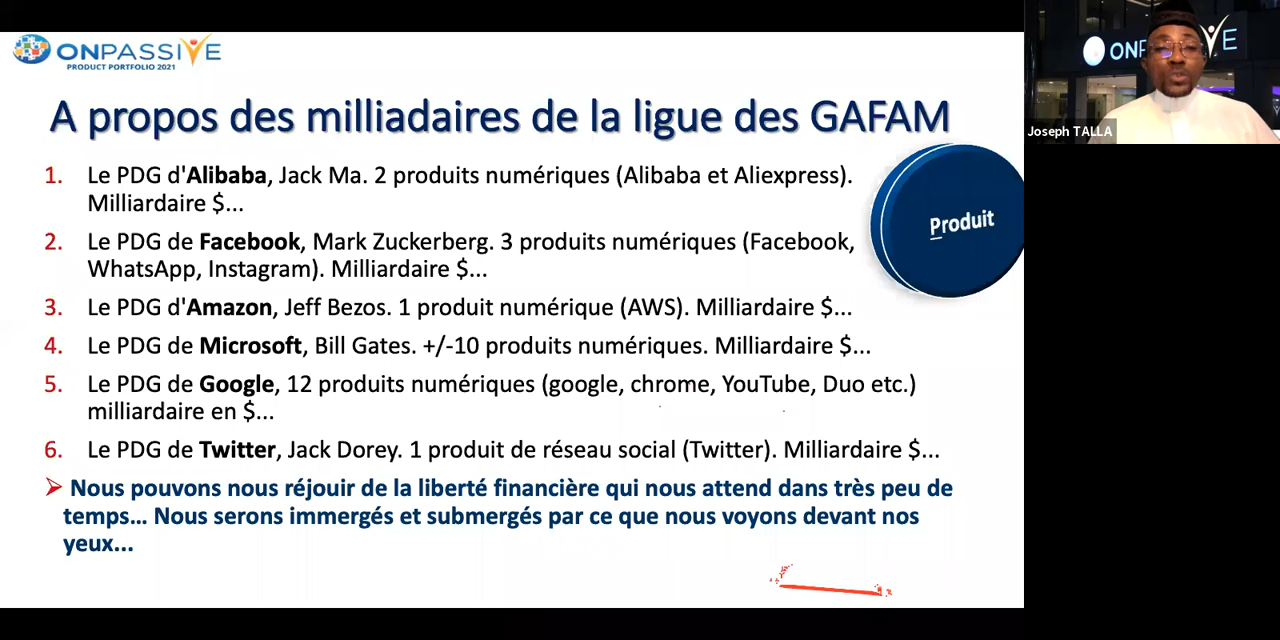 ONPASSIVE
PRODUCT PORTFOLIO 2021
A propos des milliadaires de la ligue des GAFAM
1. Le PDG d'Alibaba, Jack Ma. 2 produits numériques (Alibaba et Aliexpress).
Milliardaire $...
2. Le PDG de Facebook, Mark Zuckerberg. 3 produits numériques (Facebook,
WhatsApp, Instagram). Milliardaire $...
3. Le PDG d'Amazon, Jeff Bezos. 1 produit numérique (AWS). Milliardaire $...
4. Le PDG de Microsoft, Bill Gates. +/-10 produits numériques. Milliardaire $...
5. Le PDG de Google, 12 produits numériques (google, chrome, YouTube, Duo etc.)
milliardaire en $...
6. Le PDG de Twitter, Jack Dorey. 1 produit de réseau social (Twitter). Milliardaire $...
➢ Nous pouvons nous réjouir de la liberté financière qui nous attend dans très peu de
temps... Nous serons immergés et submergés par ce que nous voyons devant nos
yeux...
Produit
Joseph TALLA